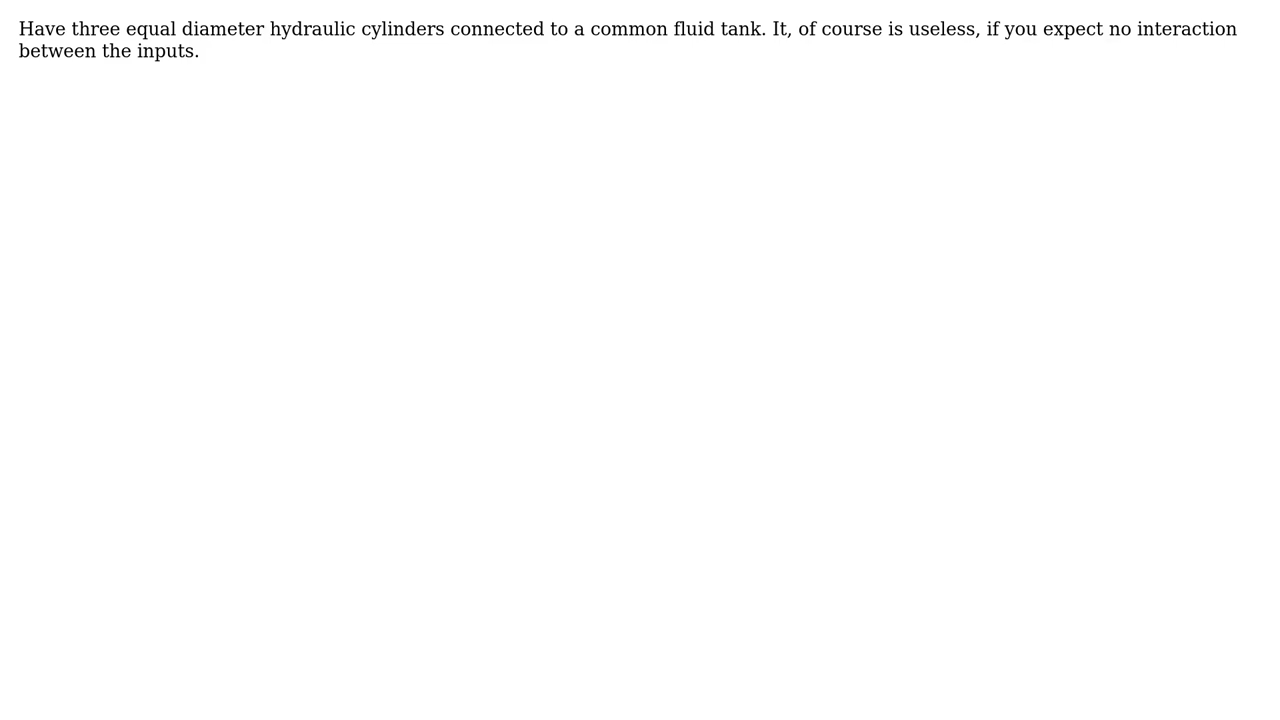 Have three equal diameter hydraulic cylinders connected to a common fluid tank. It, of course is useless, if you expect no interaction
between the inputs.